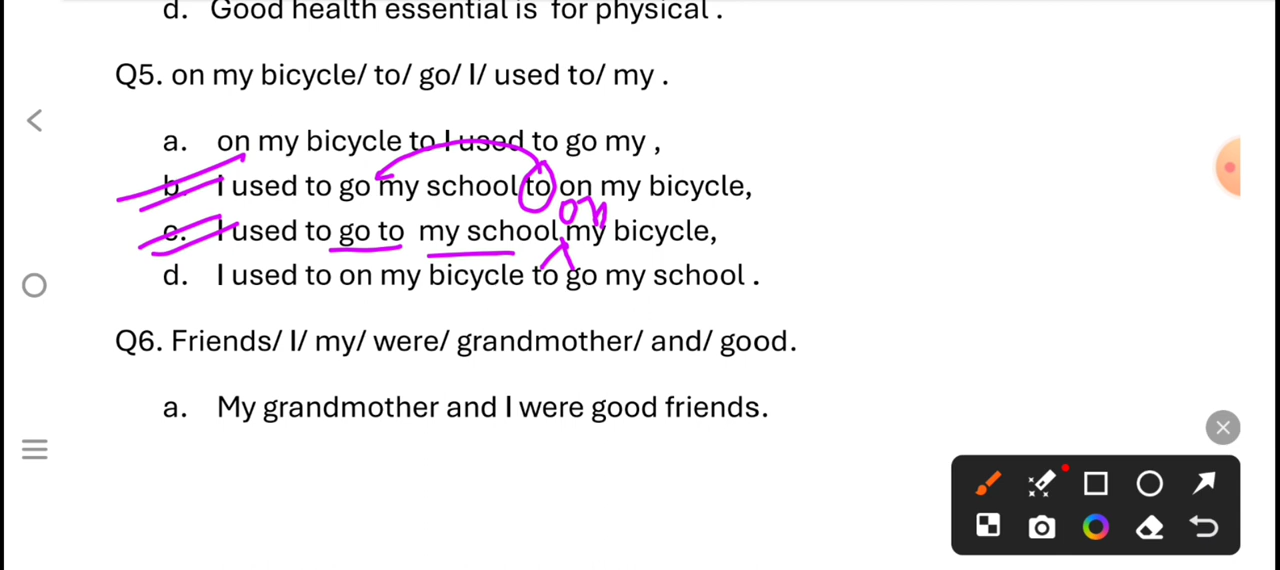 d. Good health essential is for physical .
Q5. on my bicycle/ to/ go/ I/ used to/ my .
a. on my bicycle to I used to go my ,
b. I used to go my school to on my bicycle,
on
c. I used to go to my school my bicycle,
d. I used to on my bicycle to go my school .
Q6. Friends/ I/ my/ were/ grandmother/ and/ good.
a. My grandmother and I were good friends.